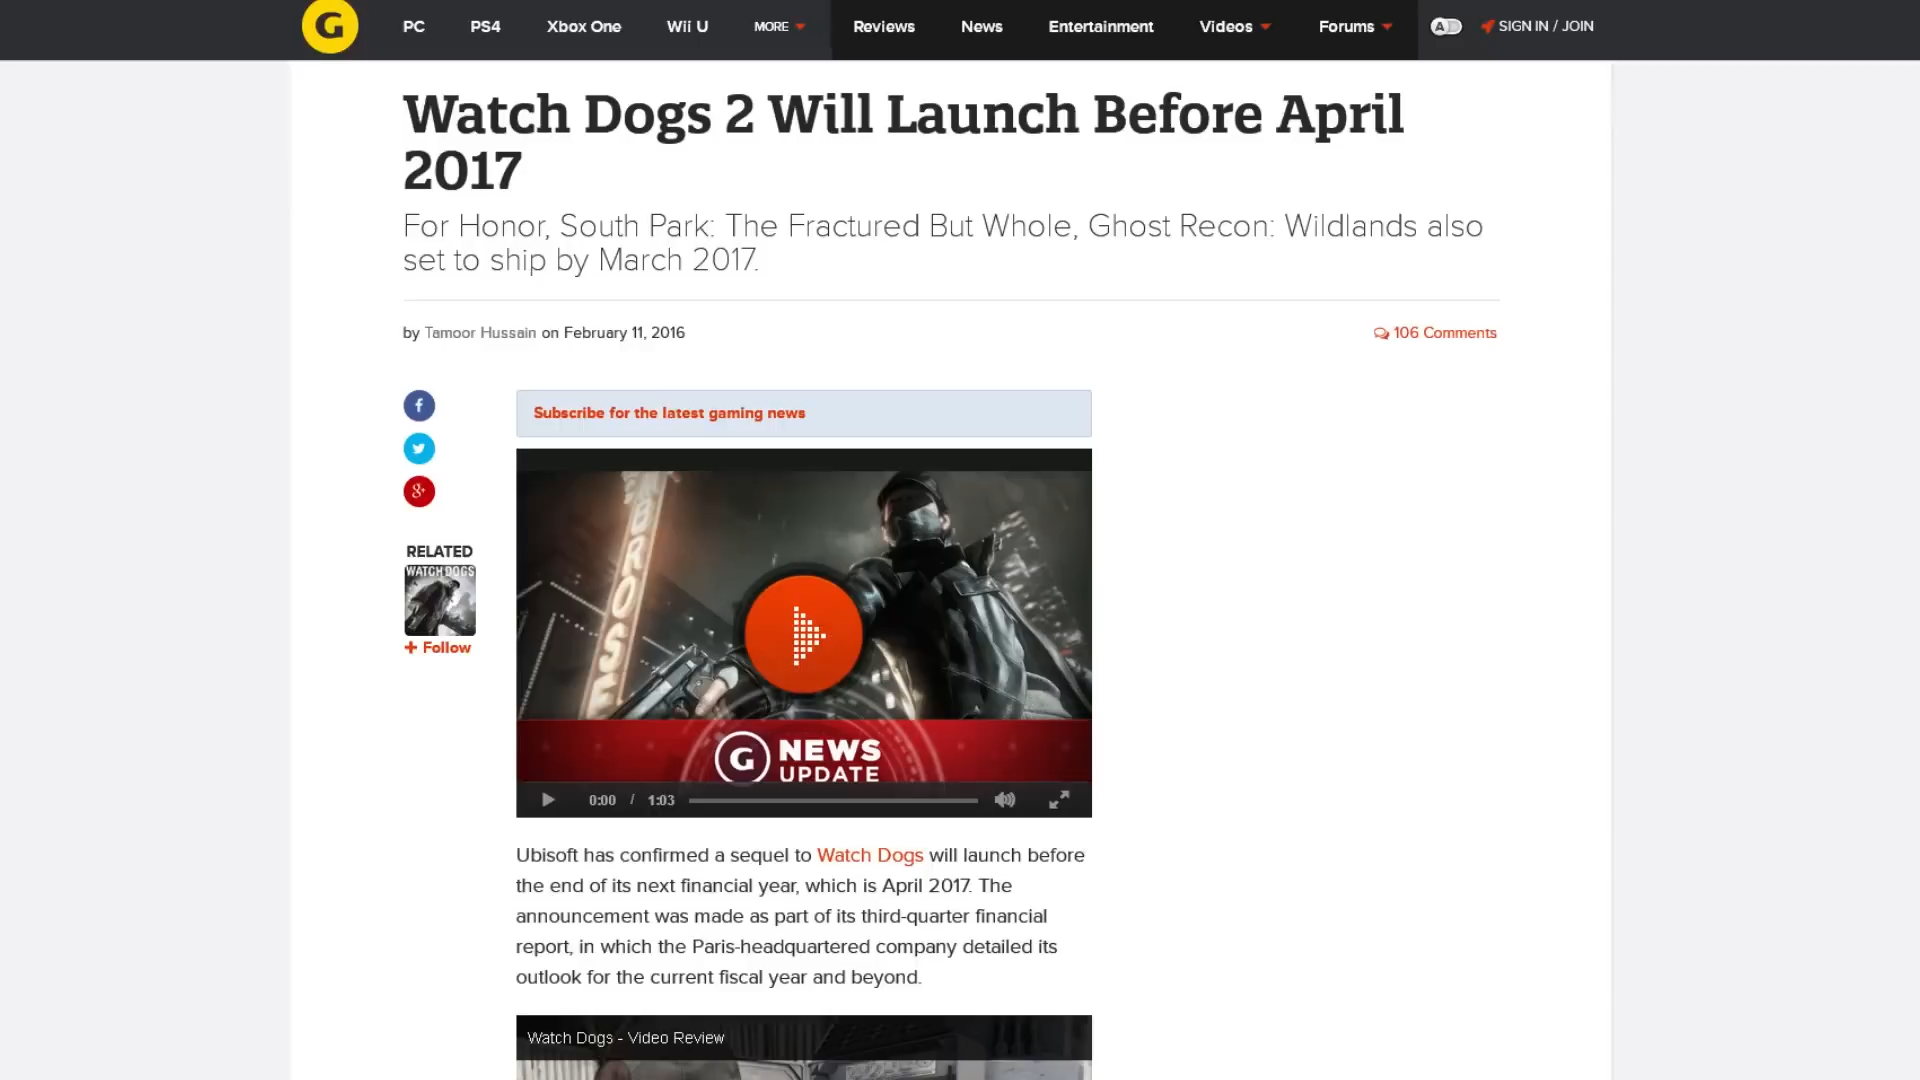 G
PC PS4 Xbox One Wii U MORE Reviews News Entertainment Videos Forums A SIGN IN / JOIN
Watch Dogs 2 Will Launch Before April
2017
For Honor, South Park: The Fractured But Whole, Ghost Recon: Wildlands also
set to ship by March 2017.
by Tamoor Hussain on February 11, 2016
106 Comments
f
8+
Subscribe for the latest gaming news
RELATED
WATCH DOGS
+ Follow
BROSE
G NEWS
UPDATE
0:00 / 1:03
Ubisoft has confirmed a sequel to Watch Dogs will launch before
the end of its next financial year, which is April 2017. The
announcement was made as part of its third-quarter financial
report, in which the Paris-headquartered company detailed its
outlook for the current fiscal year and beyond.
Watch Dogs - Video Review